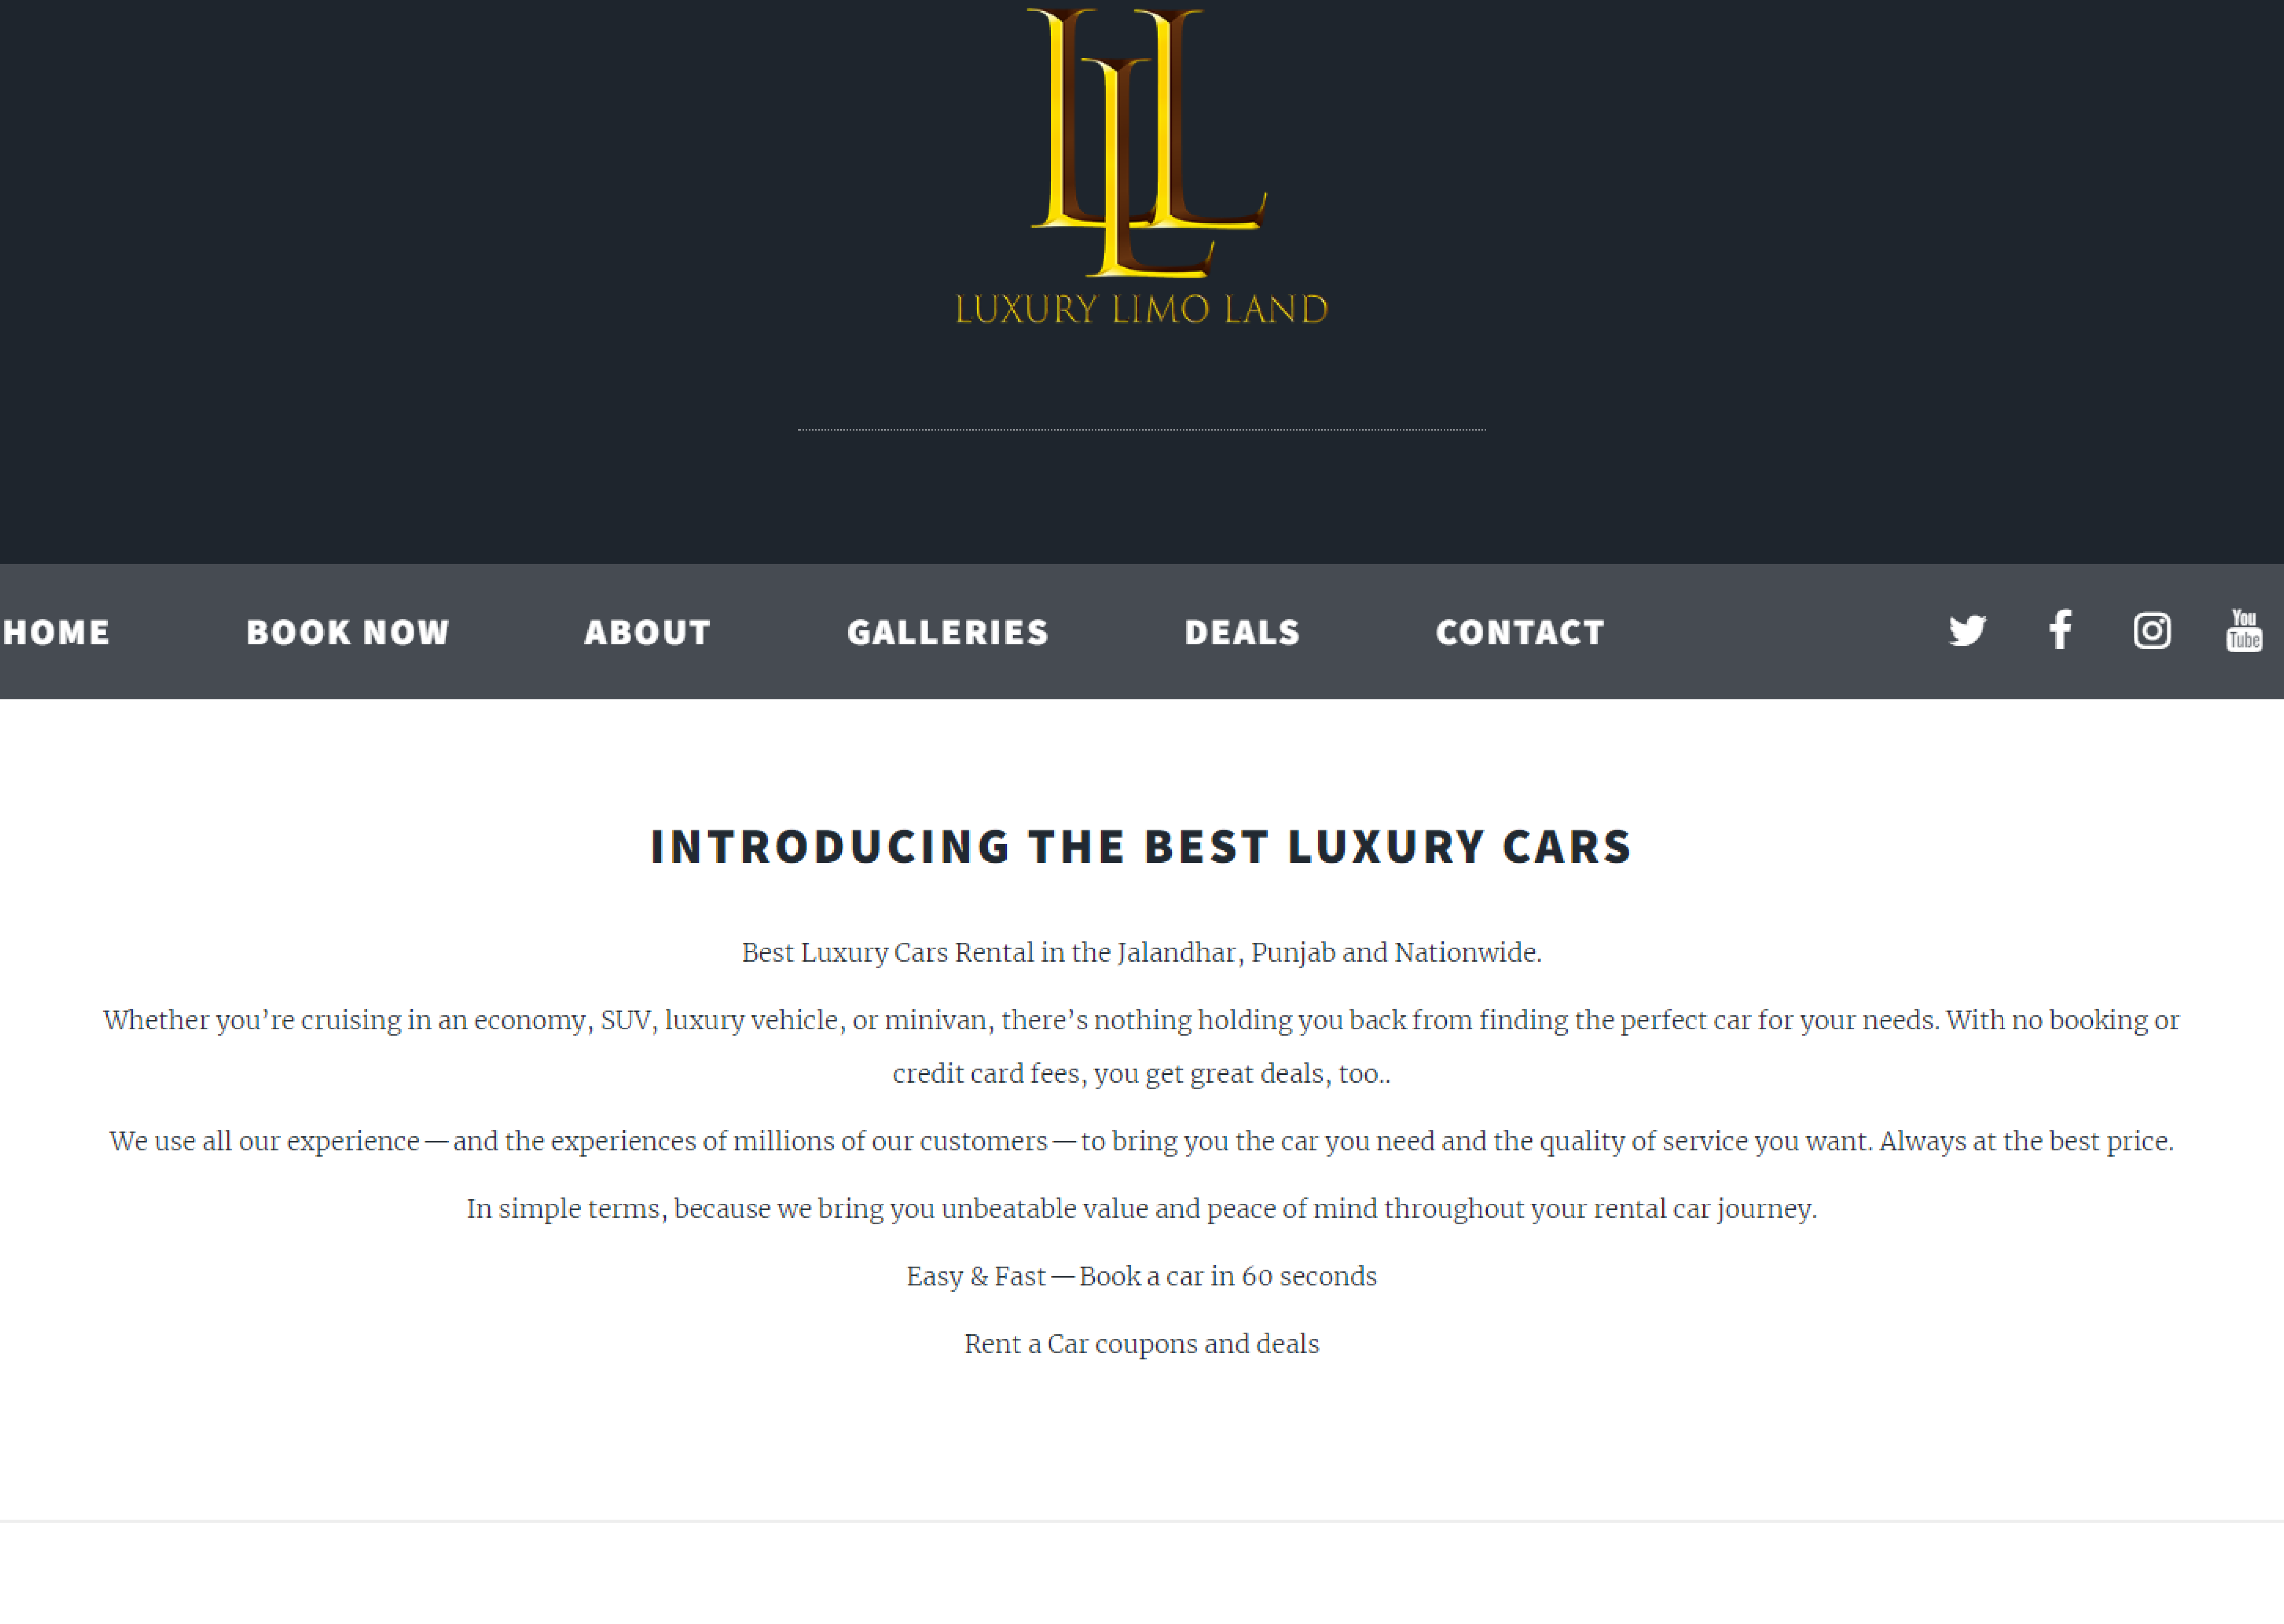 LLL
LUXURY LIMO LAND
HOME BOOK NOW ABOUT GALLERIES DEALS CONTACT You Tube
INTRODUCING THE BEST LUXURY CARS
Best Luxury Cars Rental in the Jalandhar, Punjab and Nationwide.
Whether you’re cruising in an economy, SUV, luxury vehicle, or minivan, there’s nothing holding you back from finding the perfect car for your needs. With no booking or
credit card fees, you get great deals, too..
We use all our experience — and the experiences of millions of our customers — to bring you the car you need and the quality of service you want. Always at the best price.
In simple terms, because we bring you unbeatable value and peace of mind throughout your rental car journey.
Easy & Fast — Book a car in 60 seconds
Rent a Car coupons and deals